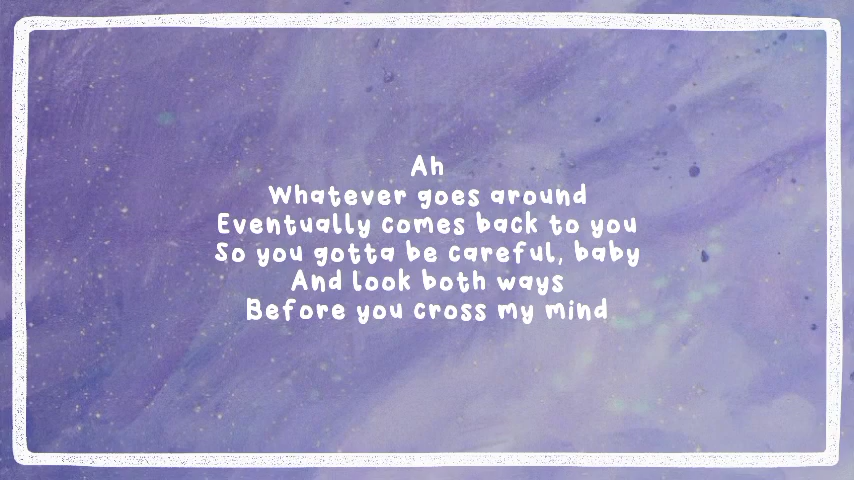 Ah
Whatever goes around
Eventually comes back to you
So you gotta be careful, baby
And look both ways
Before you cross my mind